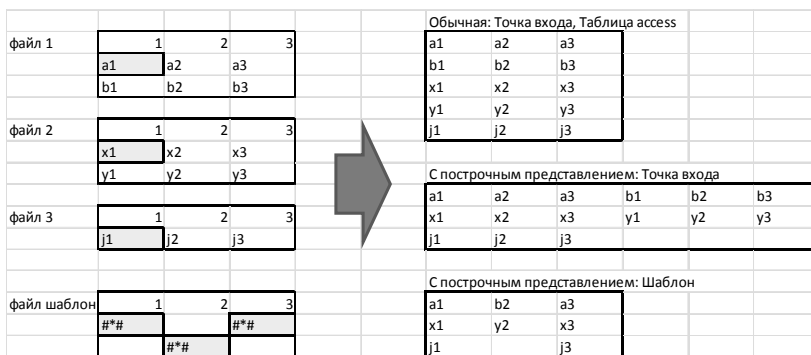 Обычная: Точка входа, Таблица access
файл 1 1 2 3 a1 a2 a3
a1 a2 a3 b1 b2 b3
b1 b2 b3 x1 x2 x3
y1 y2 y3
файл 2 1 2 3 j1 j2 j3
x1 x2 x3
y1 y2 y3 С построчным представлением: Точка входа
a1 a2 a3 b1 b2 b3
файл 3 1 2 3 x1 x2 x3 y1 y2 y3
j1 j2 j3 j1 j2 j3
С построчным представлением: Шаблон
файл шаблон 1 2 3 a1 b2 a3
#*# #*# x1 y2 x3
#*# j1 j3